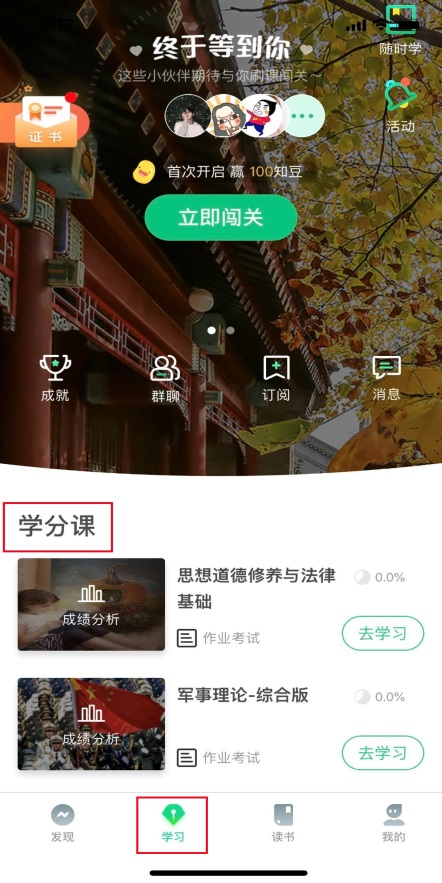 终于等到你
随时学
这些小伙伴期待与你刷课闯关~
证书
活动
首次开启 赢 100知豆
立即闯关
成就
群聊
订阅
消息
学分课
思想道德修养与法律
基础
0.0%
成绩分析
作业考试
去学习
军事理论-综合版
0.0%
成绩分析
作业考试
去学习
发现
学习
读书
我的